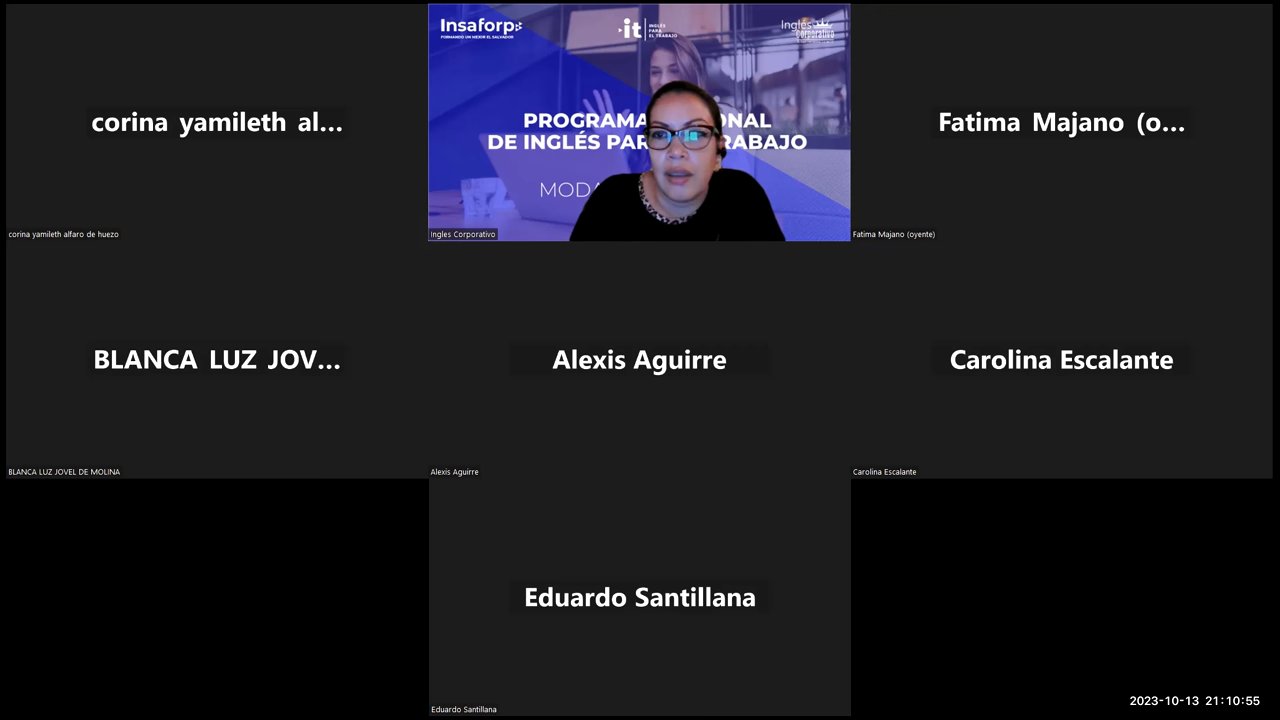 corina yamileth al...
corina yamileth alfaro de huezo
Insaforp
FORMANDO UN MEJOR EL SALVADOR
it INGLÉS
PARA
EL TRABAJO
Inglés
corporativo
PROGRAMA ONAL
DE INGLÉS PAR RABAJO
MODA
Ingles Corporativo
Fatima Majano (o...
Fatima Majano (oyente)
BLANCA LUZ JOV...
BLANCA LUZ JOVEL DE MOLINA
Alexis Aguirre
Alexis Aguirre
Carolina Escalante
Carolina Escalante
Eduardo Santillana
Eduardo Santillana
2023-10-13 21:10:55